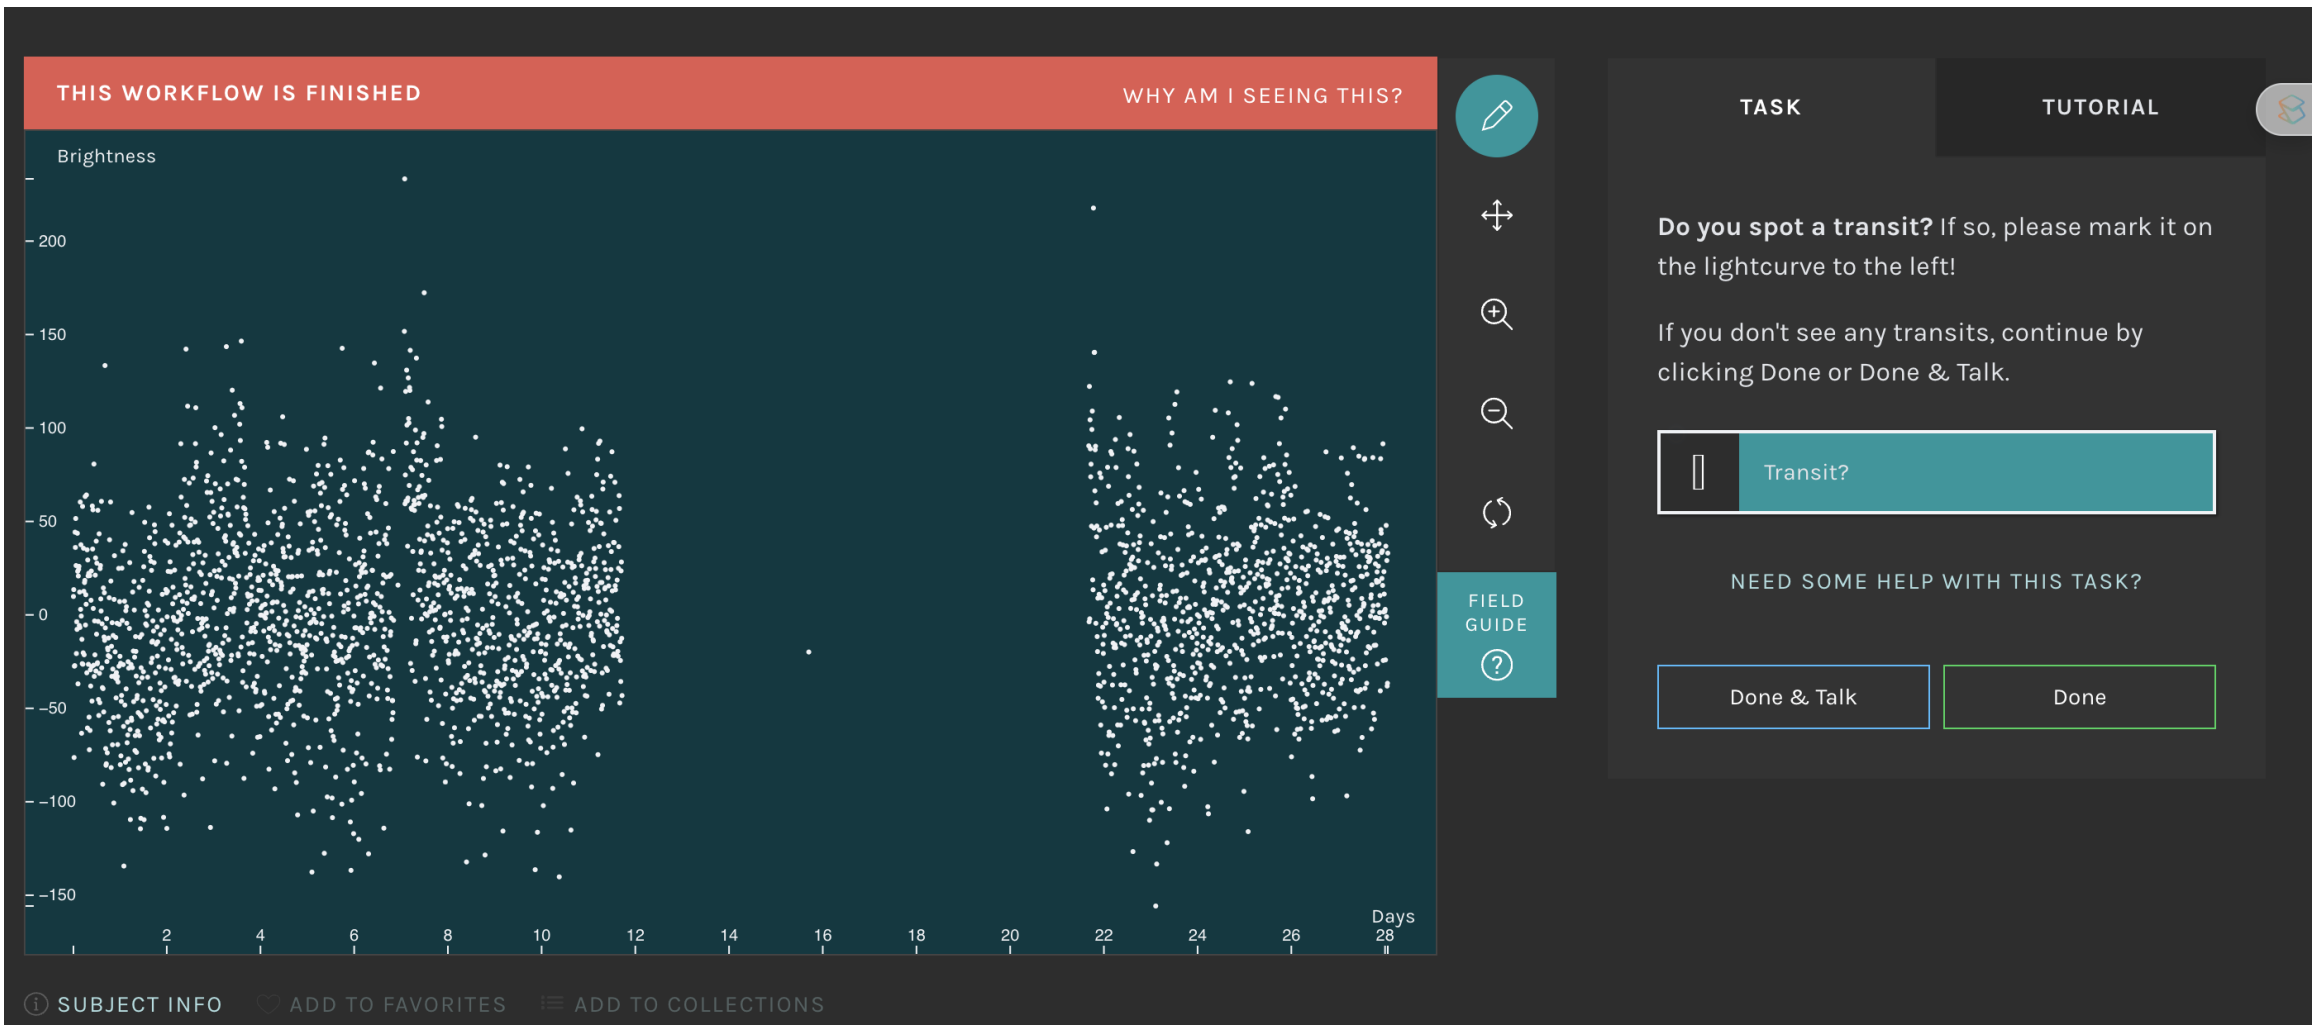 THIS WORKFLOW IS FINISHED
WHY AM I SEEING THIS?
Brightness
200
150
100
50
0
−50
−100
−150
Days
2 4 6 8 10 12 14 16 18 20 22 24 26 28
FIELD
GUIDE
?
TASK
TUTORIAL
Do you spot a transit? If so, please mark it on
the lightcurve to the left!
If you don't see any transits, continue by
clicking Done or Done & Talk.
Transit?
NEED SOME HELP WITH THIS TASK?
Done & Talk
Done
SUBJECT INFO
ADD TO FAVORITES
ADD TO COLLECTIONS